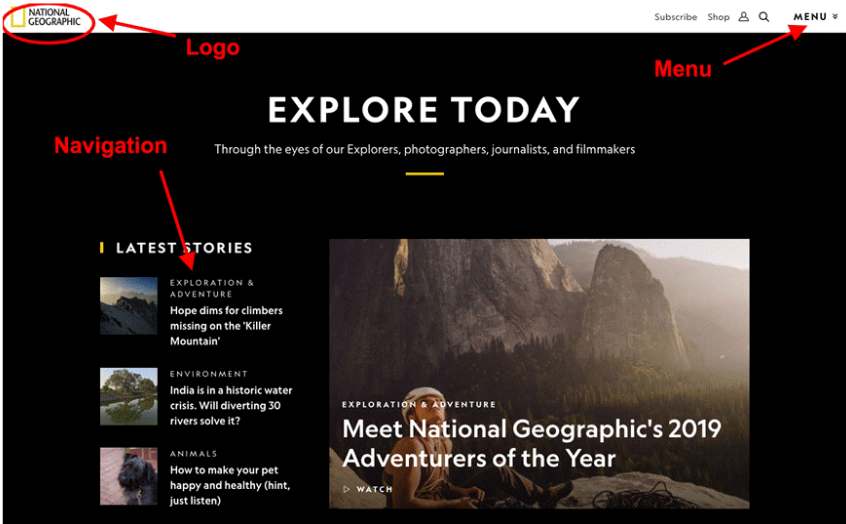 NATIONAL
GEOGRAPHIC
Subscribe Shop MENU
Logo
Menu
EXPLORE TODAY
Navigation
Through the eyes of our Explorers, photographers, journalists, and filmmakers
LATEST STORIES
EXPLORATION &
ADVENTURE
Hope dims for climbers
missing on the 'Killer
Mountain'
ENVIRONMENT
India is in a historic water
crisis. Will diverting 30
rivers solve it?
ANIMALS
How to make your pet
happy and healthy (hint,
just listen)
EXPLORATION & ADVENTURE
Meet National Geographic's 2019
Adventurers of the Year
WATCH